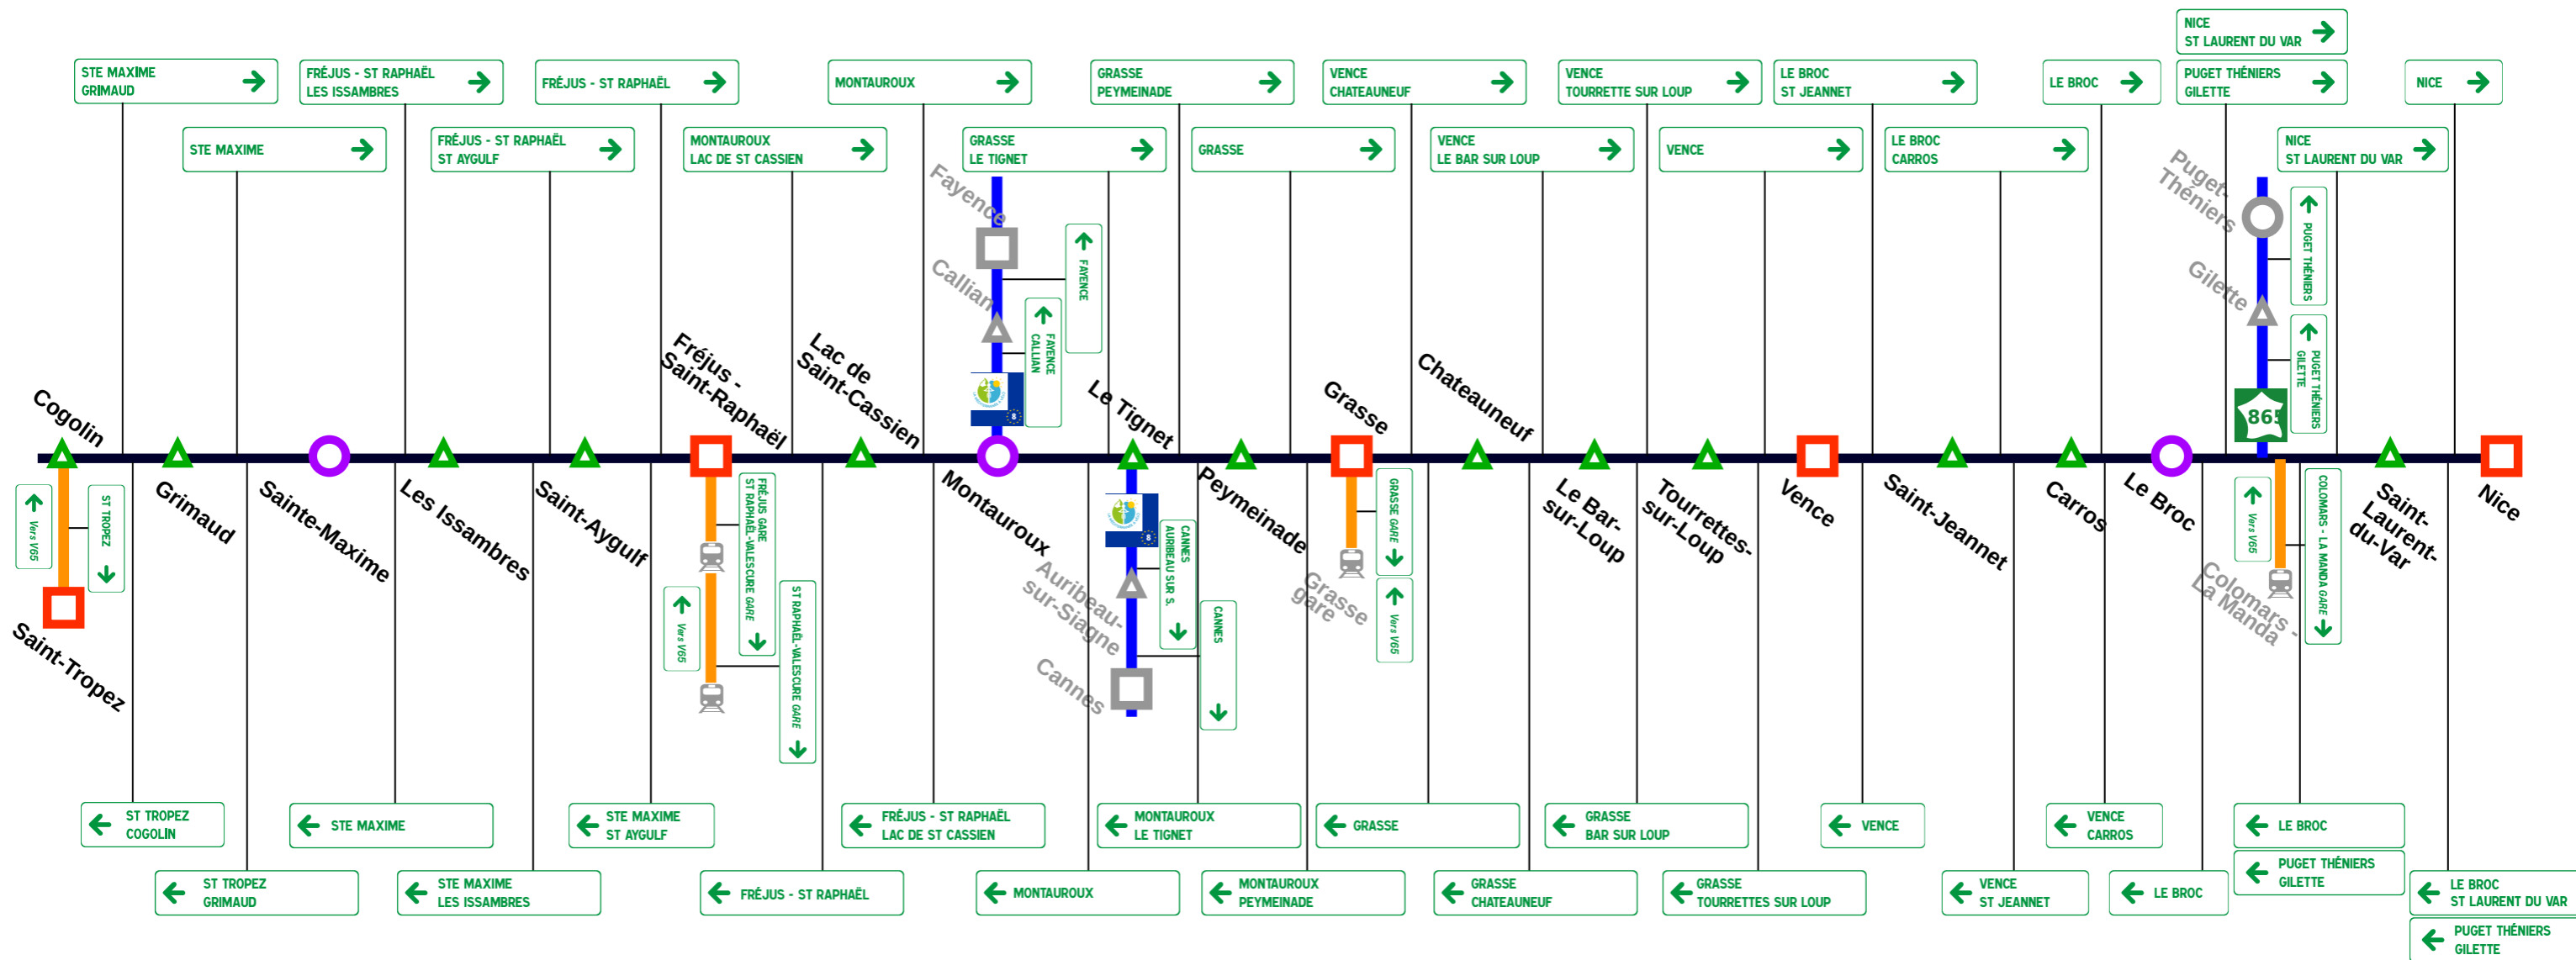 NICE
ST LAURENT DU VAR
STE MAXIME
GRIMAUD
FRÉJUS - ST RAPHAËL
LES ISSAMBRES
FRÉJUS - ST RAPHAËL
MONTAUROUX
GRASSE
PEYMEINADE
VENCE
CHATEAUNEUF
VENCE
TOURRETTE SUR LOUP
LE BROC
ST JEANNET
LE BROC
PUGET THÉNIERS
GILETTE
NICE
STE MAXIME
FRÉJUS - ST RAPHAËL
ST AYGULF
MONTAUROUX
LAC DE ST CASSIEN
GRASSE
LE TIGNET
GRASSE
VENCE
LE BAR SUR LOUP
VENCE
LE BROC
CARROS
NICE
ST LAURENT DU VAR
Fayence
Callian
FAYENCE
FAYENCE
CALLIAN
Puget-
Théniers
Gilette
PUGET THÉNIERS
PUGET THÉNIERS
GILETTE
865
8
Cogolin
Fréjus -
Saint-Raphaël
Lac de
Saint-Cassien
Le Tignet
Grasse
Chateauneuf
Grimaud
Sainte-Maxime
Les Issambres
Saint-Aygulf
Montauroux
Peymeinade
Le Bar-
sur-Loup
Tourrettes-
sur-Loup
Vence
Saint-Jeannet
Carros
Le Broc
Saint-
Laurent-
du-Var
Nice
Vers V65
ST TROPEZ
Saint-Tropez
FRÉJUS GARE
ST RAPHAËL-VALESCURE GARE
Vers V65
ST RAPHAËL-VALESCURE GARE
8
CANNES
AURIBEAU SUR S.
CANNES
Auribeau-
sur-Siagne
Cannes
GRASSE GARE
Vers V65
Grasse
gare
Vers V65
COLOMARS - LA MANDA GARE
Colomars -
La Manda
ST TROPEZ
COGOLIN
STE MAXIME
STE MAXIME
ST AYGULF
FRÉJUS - ST RAPHAËL
LAC DE ST CASSIEN
MONTAUROUX
LE TIGNET
GRASSE
GRASSE
BAR SUR LOUP
VENCE
VENCE
CARROS
LE BROC
ST TROPEZ
GRIMAUD
STE MAXIME
LES ISSAMBRES
FRÉJUS - ST RAPHAËL
MONTAUROUX
MONTAUROUX
PEYMEINADE
GRASSE
CHATEAUNEUF
GRASSE
TOURRETTES SUR LOUP
VENCE
ST JEANNET
LE BROC
PUGET THÉNIERS
GILETTE
LE BROC
ST LAURENT DU VAR
PUGET THÉNIERS
GILETTE